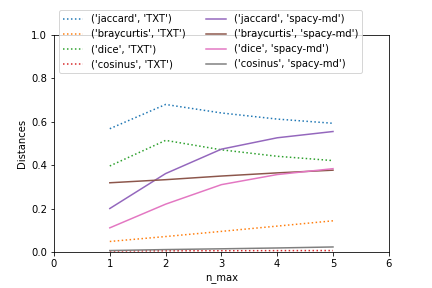 ('jaccard', 'TXT') ('jaccard', 'spacy-md')
('braycurtis', 'TXT') ('braycurtis', 'spacy-md')
('dice', 'TXT') ('dice', 'spacy-md')
('cosinus', 'TXT') ('cosinus', 'spacy-md')
1.0
0.8
0.6
0.4
0.2
0.0
Distances
0 1 2 3 4 5 6
n_max